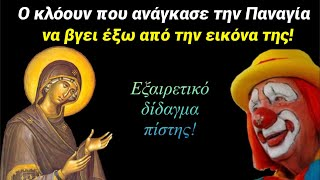 Ο κλόουν που ανάγκασε την Παναγία
να βγει έξω από την εικόνα της!
Εξαιρετικό
δίδαγμα
πίστης!